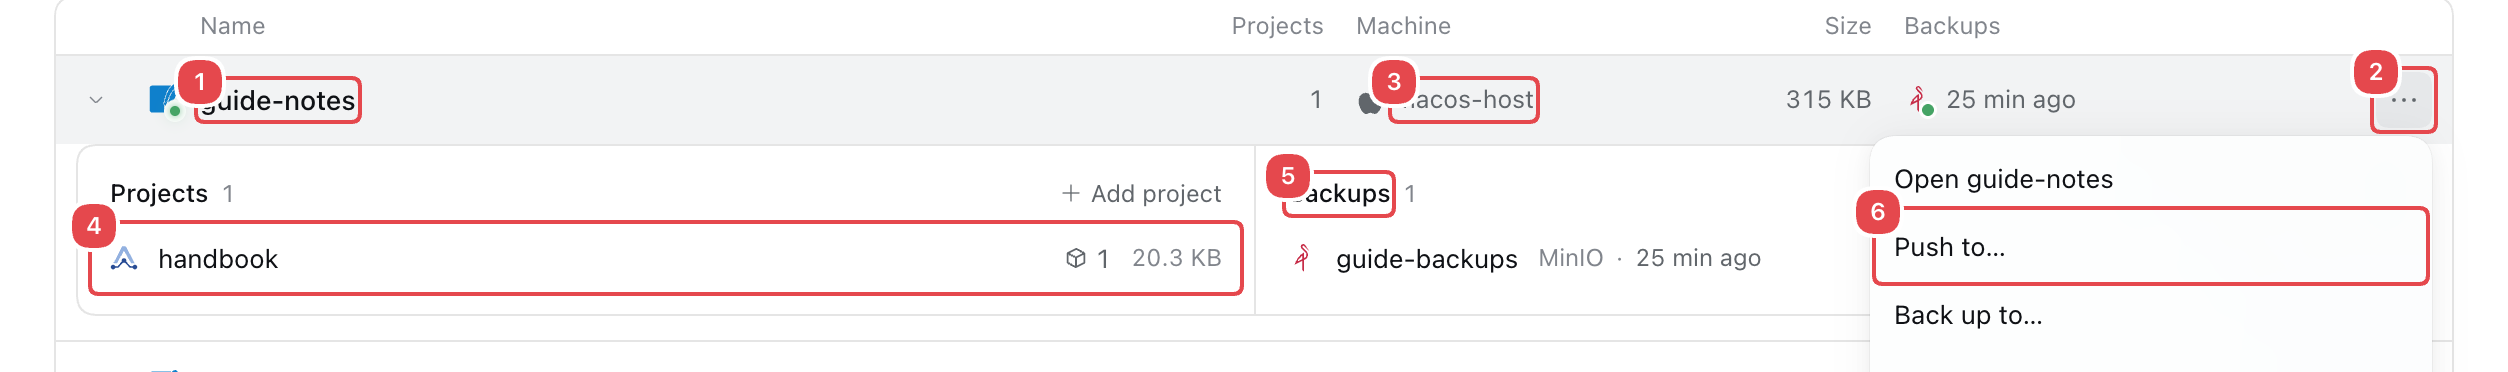 Name Projects Machine Size Backups
1 guide-notes 1 3 acos-host 315 KB 25 min ago 2 ...
Projects 1 + Add project 5 ackups 1
Open guide-notes
4 handbook 1 20.3 KB guide-backups MinIO · 25 min ago
6 Push to...
Back up to...